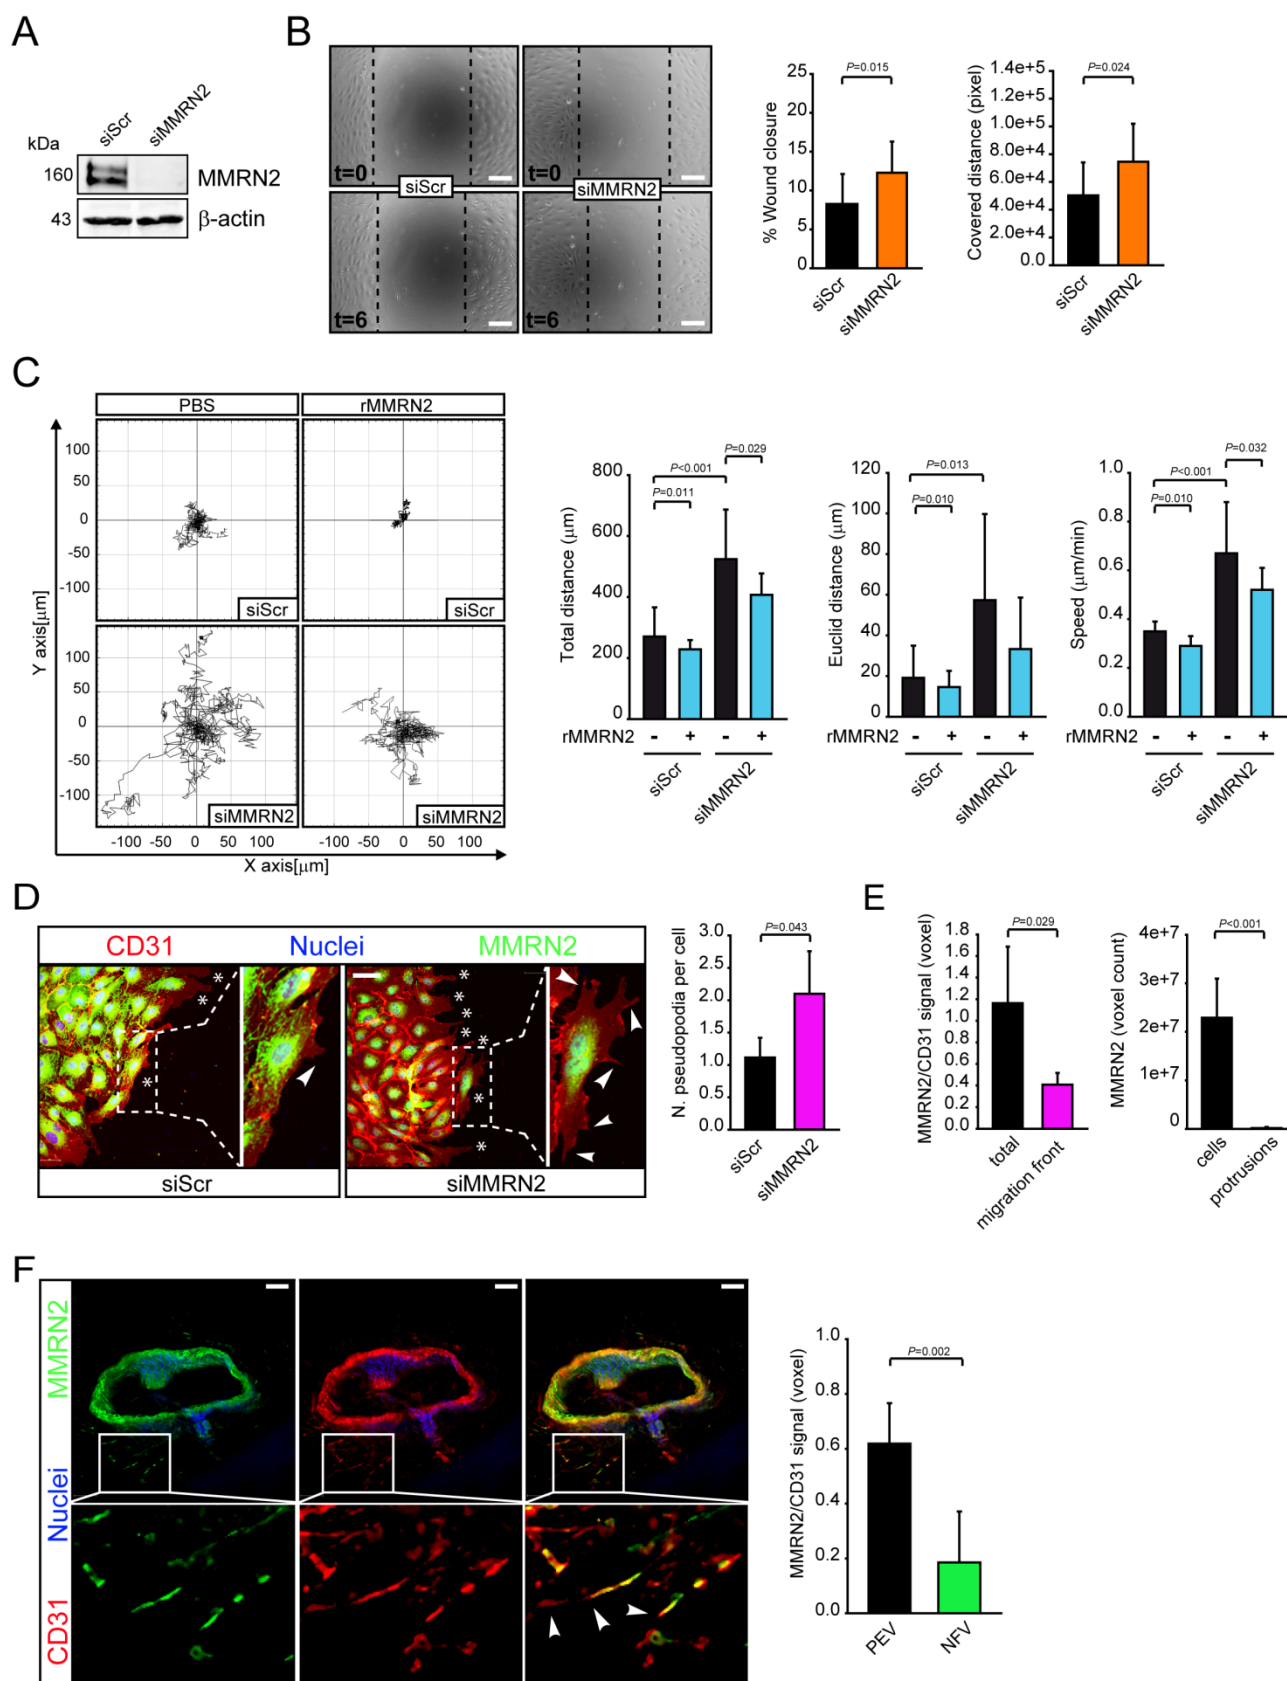 A
kDa
siScr
siMMRN2
160
MMRN2
43
β-actin
B
t=0
t=0
siScr
siMMRN2
t=6
t=6
P=0.015
% Wound closure
25
20
15
10
5
0
siScr
siMMRN2
P=0.024
Covered distance (pixel)
1.4e+5
1.2e+5
1.0e+5
8.0e+4
6.0e+4
4.0e+4
2.0e+4
0.0
siScr
siMMRN2
C
PBS
rMMRN2
Y axis[μm]
100
50
0
-50
-100
siScr
siScr
100
50
0
-50
-100
siMMRN2
siMMRN2
-100 -50 0 50 100
-100 -50 0 50 100
X axis[μm]
Total distance (μm)
800
600
400
200
0
P=0.029
P<0.001
P=0.011
rMMRN2 - + - +
siScr
siMMRN2
Euclid distance (μm)
120
100
80
60
40
20
0
P=0.013
P=0.010
rMMRN2 - + - +
siScr
siMMRN2
Speed (μm/min)
1.0
0.8
0.6
0.4
0.2
0.0
P=0.032
P<0.001
P=0.010
rMMRN2 - + - +
siScr
siMMRN2
D
CD31 Nuclei MMRN2
*
*
*
*
*
*
*
*
*
*
siScr
siMMRN2
N. pseudopodia per cell
3.0
2.5
2.0
1.5
1.0
0.5
0.0
P=0.043
siScr
siMMRN2
E
MMRN2/CD31 signal (voxel)
1.8
1.6
1.4
1.2
1.0
0.8
0.6
0.4
0.2
0.0
P=0.029
total
migration front
MMRN2 (voxel count)
4e+7
3e+7
2e+7
1e+7
0
P<0.001
cells
protrusions
F
MMRN2
Nuclei
CD31
MMRN2/CD31 signal (voxel)
1.0
0.8
0.6
0.4
0.2
0.0
P=0.002
PEV
NFV